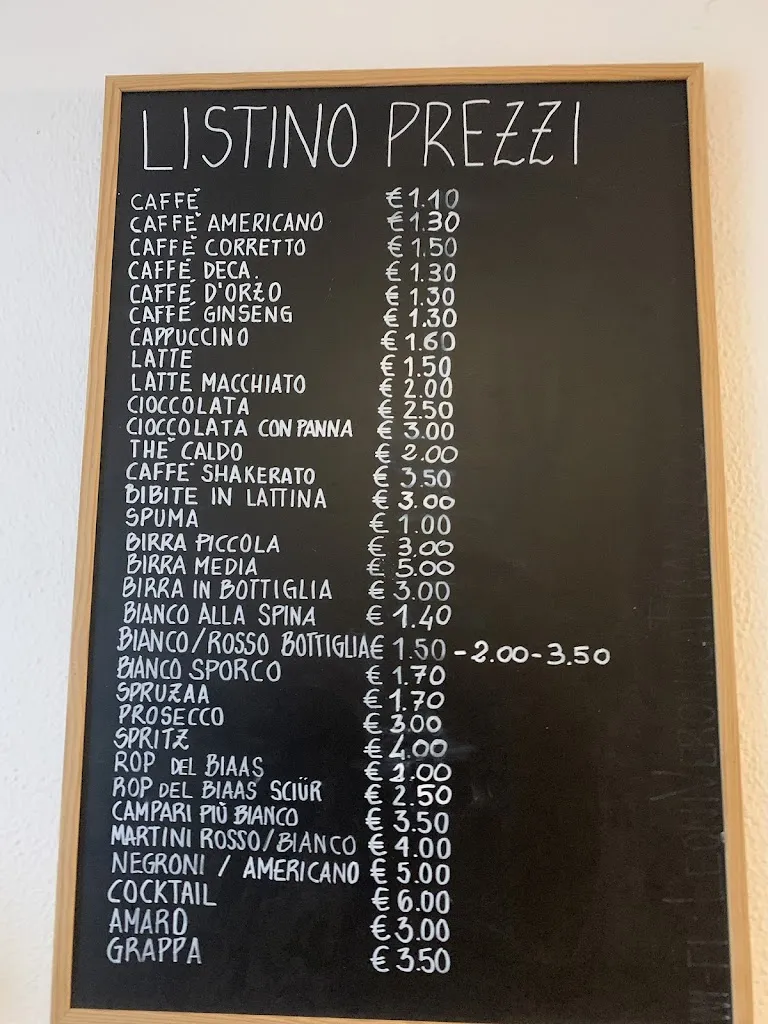 LISTINO PREZZI
CAFFÈ € 1.10
CAFFÈ AMERICANO € 1.30
CAFFÈ CORRETTO € 1.50
CAFFÈ DECA. € 1.30
CAFFÈ D'ORZO € 1.30
CAFFÈ GINSENG € 1.30
CAPPUCCINO € 1.60
LATTE € 1.50
LATTE MACCHIATO € 2.00
CIOCCOLATA € 2.50
CIOCCOLATA CON PANNA € 3.00
THÈ CALDO € 2.00
CAFFÈ SHAKERATO € 3.50
BIBITE IN LATTINA € 3.00
SPUMA € 1.00
BIRRA PICCOLA € 3.00
BIRRA MEDIA € 5.00
BIRRA IN BOTTIGLIA € 3.00
BIANCO ALLA SPINA € 1.40
BIANCO/ROSSO BOTTIGLIA € 1.50 - 2.00 - 3.50
BIANCO SPORCO € 1.70
SPRUZAA € 1.70
PROSECCO € 3.00
SPRITZ € 4.00
ROP DEL BIAAS € 2.00
ROP DEL BIAAS SCIÜR € 2.50
CAMPARI PIÙ BIANCO € 3.50
MARTINI ROSSO/BIANCO € 4.00
NEGRONI / AMERICANO € 5.00
COCKTAIL € 6.00
AMARO € 3.00
GRAPPA € 3.50